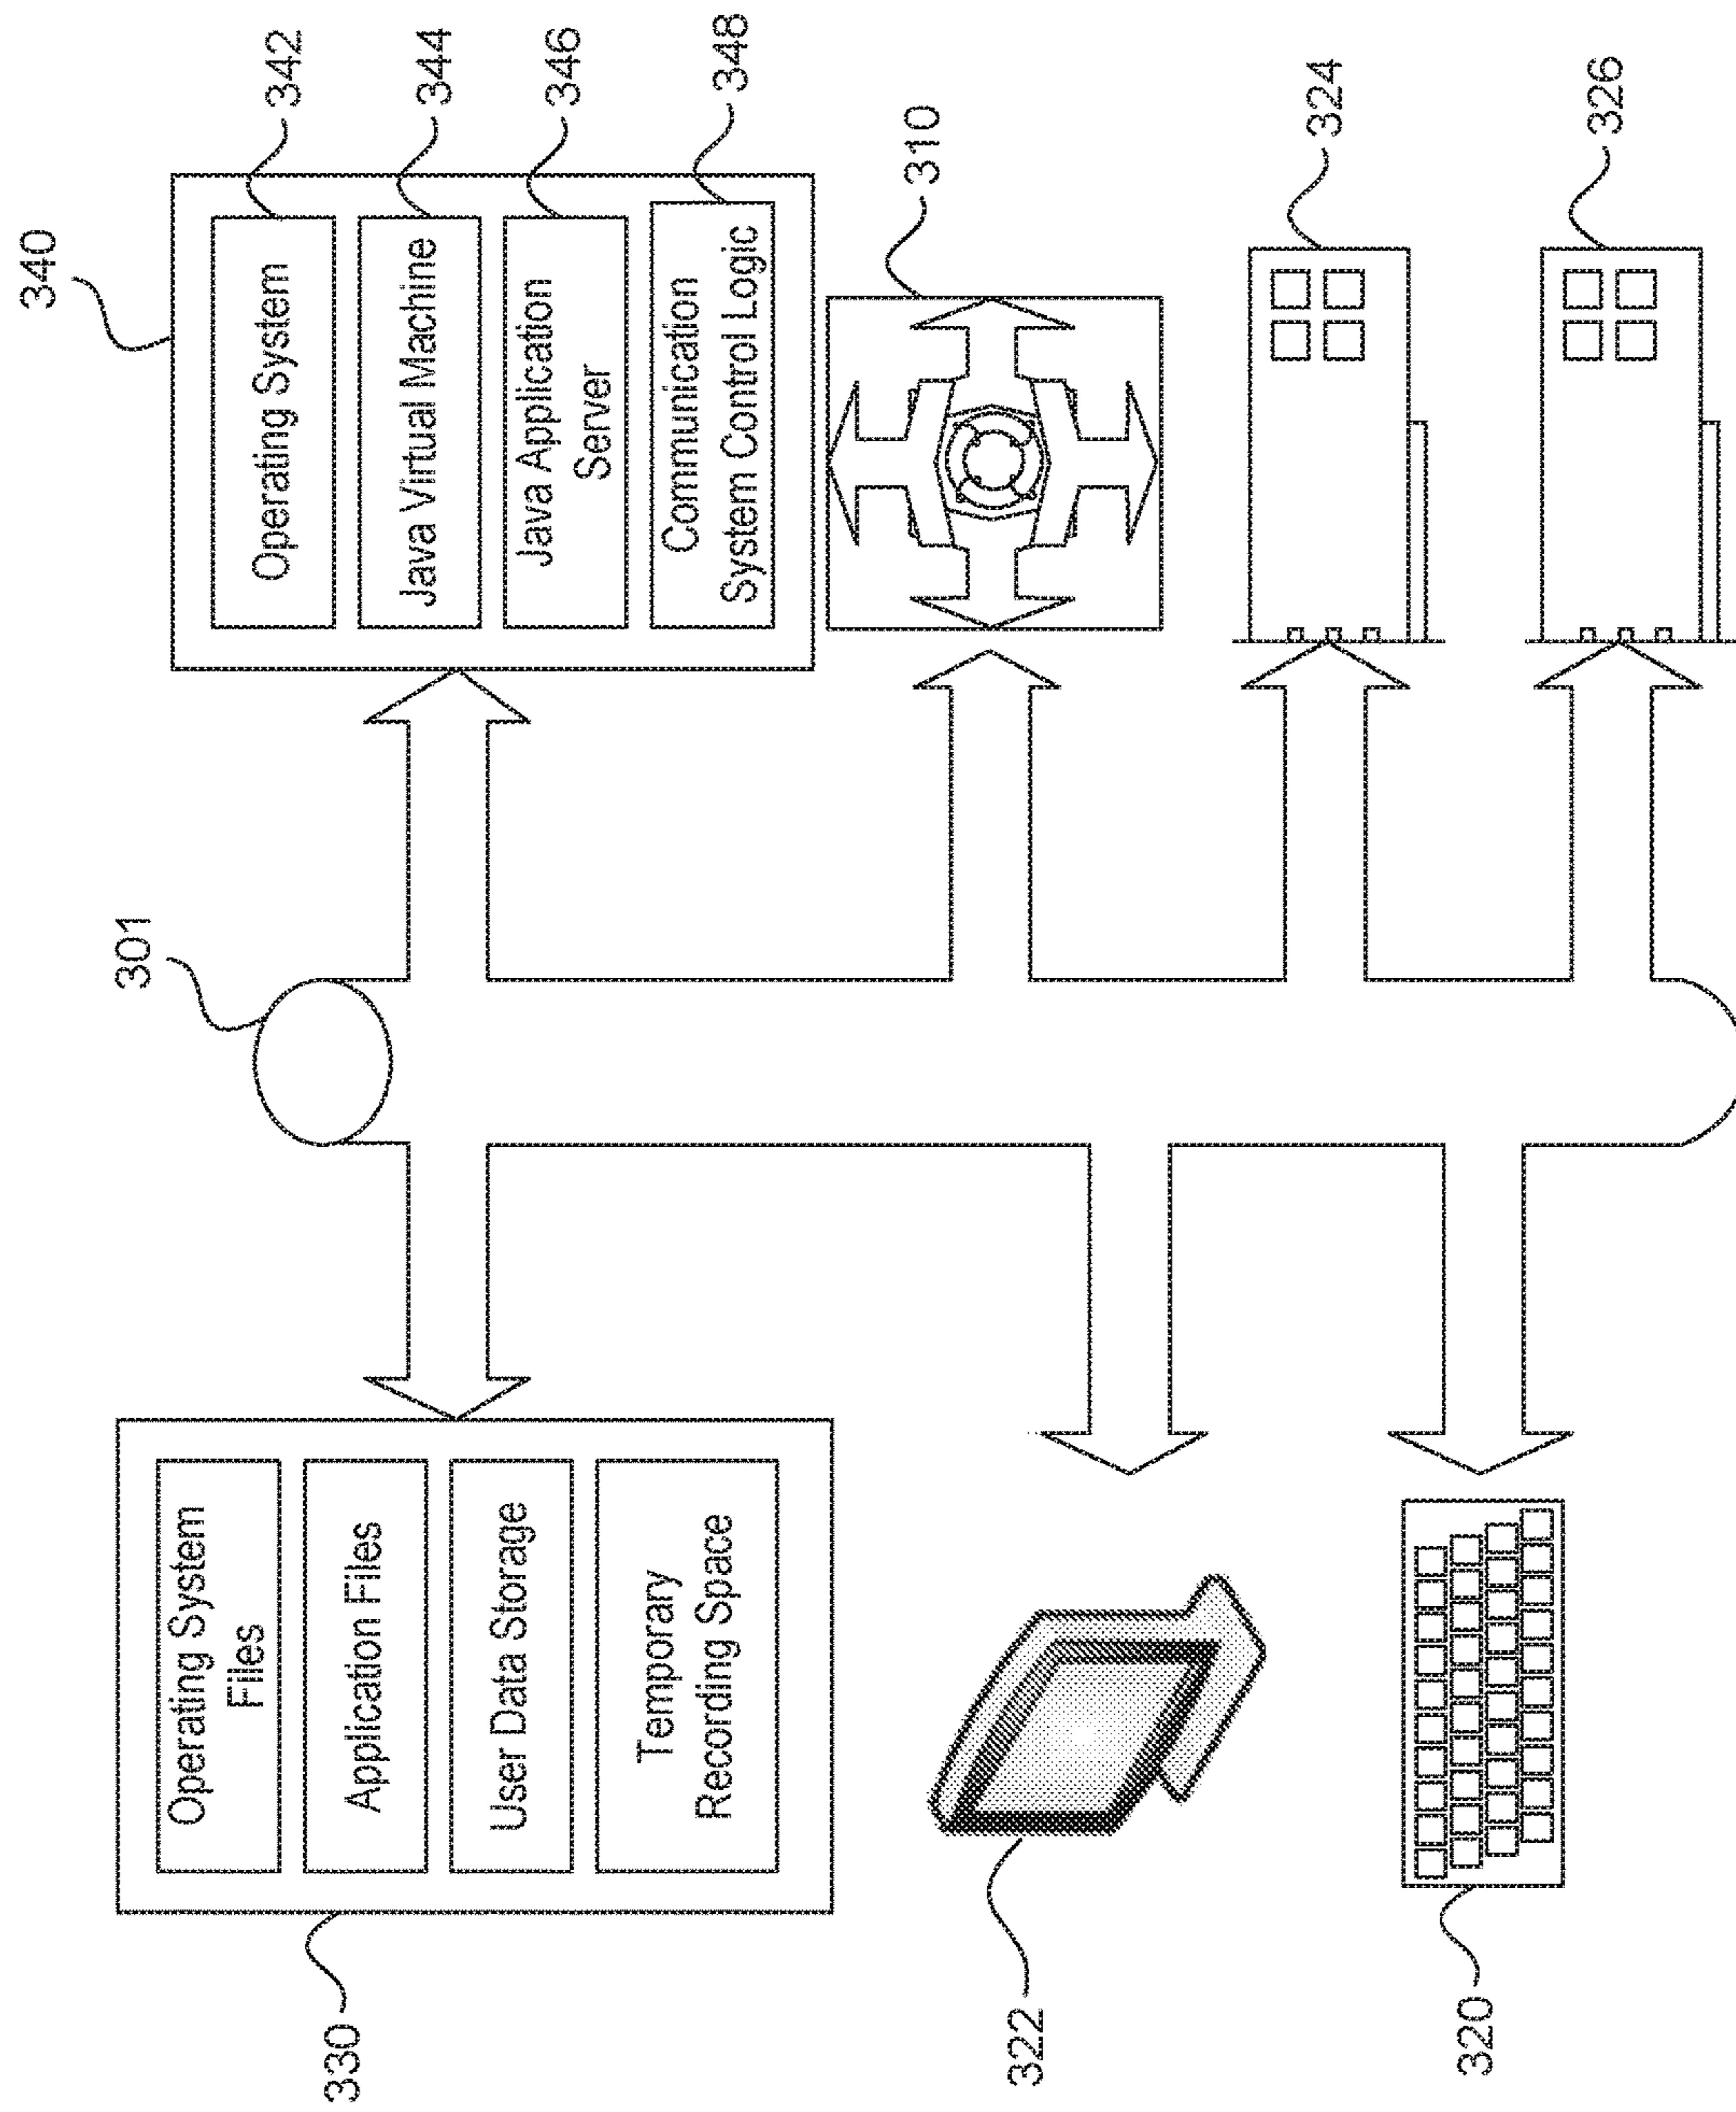 340
342
Operating System
344
Java Virtual Machine
346
Java Application
Server
348
Communication
System Control Logic
310
324
326
301
330
Operating System
Files
Application Files
User Data Storage
Temporary
Recording Space
322
320